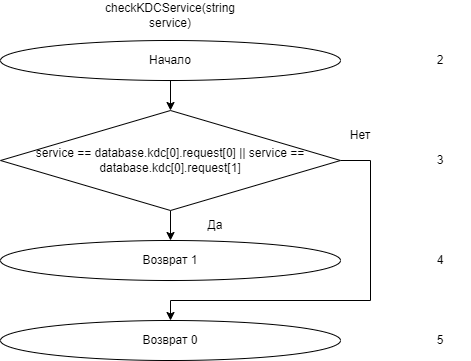 checkKDCService(string
service)
Начало
2
Нет
service == database.kdc[0].request[0] || service ==
database.kdc[0].request[1]
3
Да
Возврат 1
4
Возврат 0
5